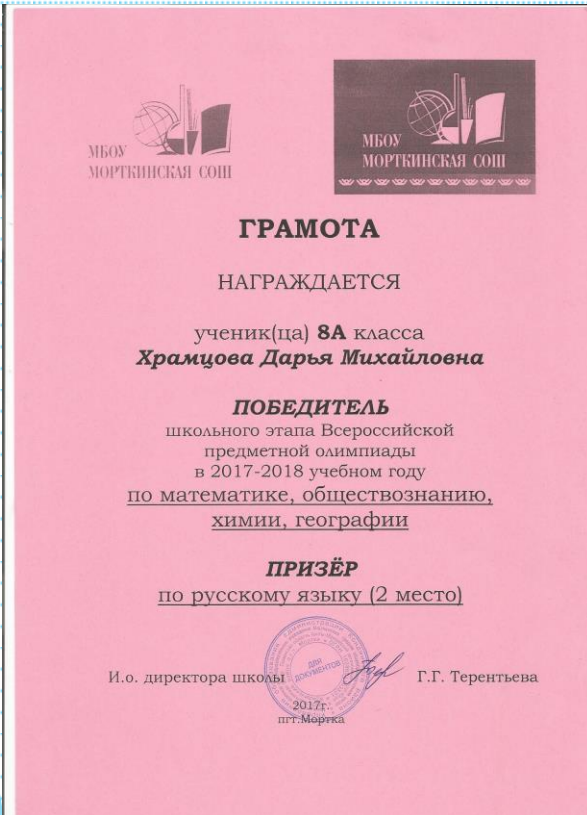 МБОУ
МОРТКИНСКАЯ СОШ
МБОУ
МОРТКИНСКАЯ СОШ
ГРАМОТА
НАГРАЖДАЕТСЯ
ученик(ца) 8А класса
Храмцова Дарья Михайловна
ПОБЕДИТЕЛЬ
школьного этапа Всероссийской
предметной олимпиады
в 2017-2018 учебном году
по математике, обществознанию,
химии, географии
ПРИЗЁР
по русскому языку (2 место)
ДЛЯ
ДОКУМЕНТОВ
И.о. директора школы Г.Г. Терентьева
2017г.
пгт.Мортка